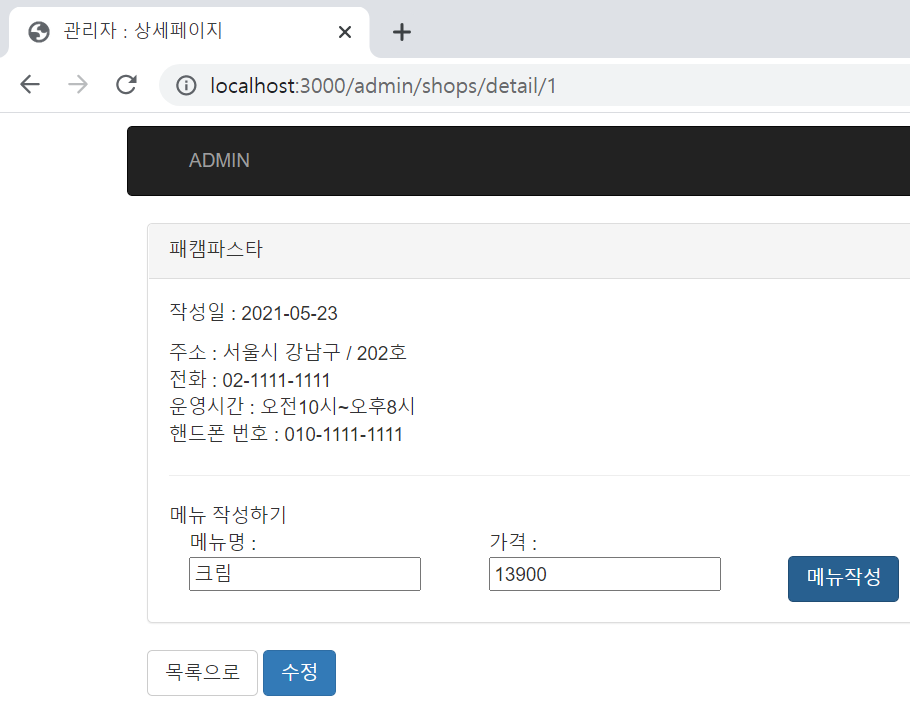 관리자 : 상세페이지
localhost:3000/admin/shops/detail/1
ADMIN
패캠파스타
작성일 : 2021-05-23
주소 : 서울시 강남구 / 202호
전화 : 02-1111-1111
운영시간 : 오전10시~오후8시
핸드폰 번호 : 010-1111-1111
메뉴 작성하기
메뉴명 : 가격 :
크림 13900 메뉴작성
목록으로 수정